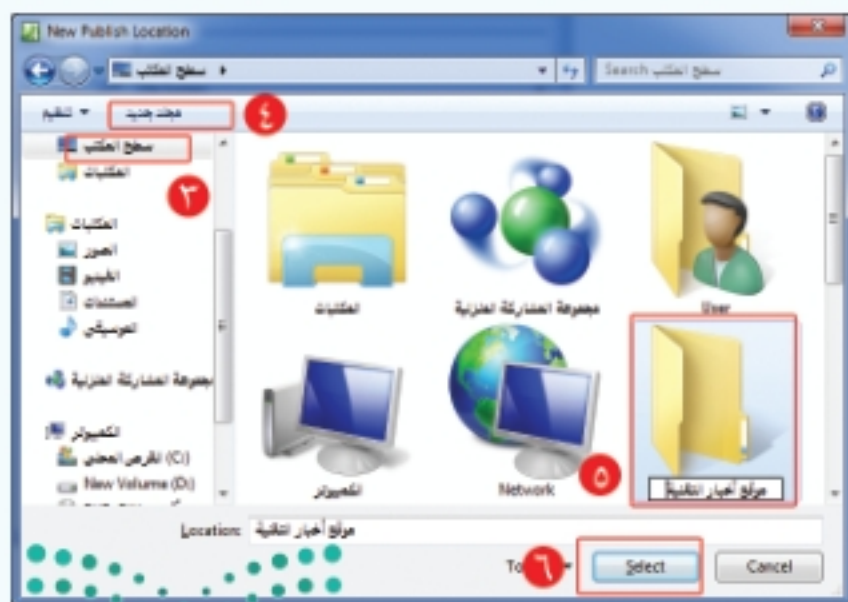 New Publish Location
سطح المكتب
Search سطح المكتب
تنظيم
مجلد جديد
٤
سطح المكتب
المكتبات
٣
المكتبات
الصور
الفيديو
المستندات
الموسيقى
مجموعة المشاركة المنزلية
الكمبيوتر
القرص المحلي (C:)
New Volume (D:)
المكتبات
مجموعة المشاركة المنزلية
User
الكمبيوتر
Network
٥
موقع أخبار التقنية
Location: موقع أخبار التقنية
٦
Select
Cancel